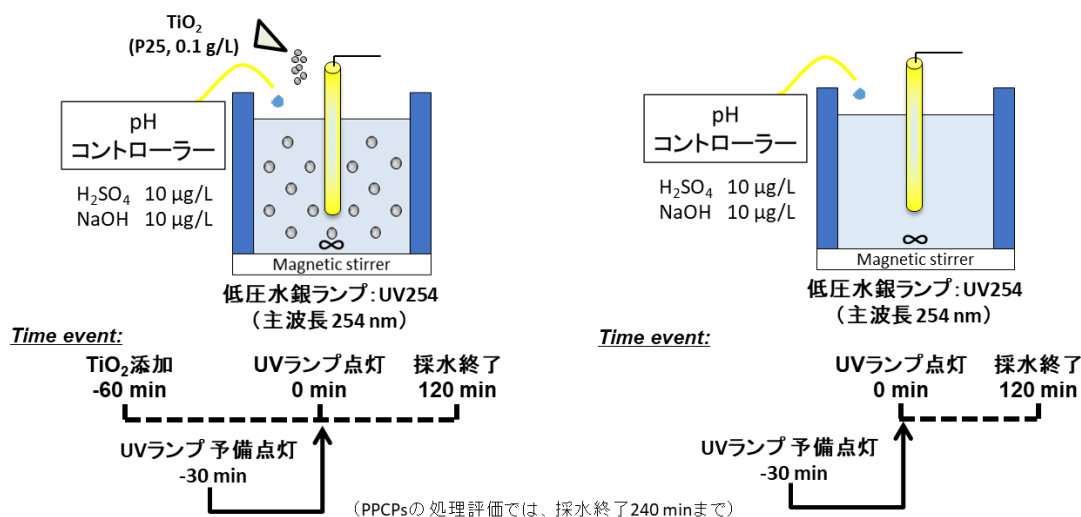 TiO₂
(P25, 0.1 g/L)
pH
コントローラー
H₂SO₄ 10 µg/L
NaOH 10 µg/L
∞
Magnetic stirrer
低圧水銀ランプ：UV254
（主波長 254 nm）
Time event:
TiO₂添加
-60 min
UVランプ点灯
0 min
採水終了
120 min
UVランプ 予備点灯
-30 min
pH
コントローラー
H₂SO₄ 10 µg/L
NaOH 10 µg/L
∞
Magnetic stirrer
低圧水銀ランプ：UV254
（主波長 254 nm）
Time event:
UVランプ点灯
0 min
採水終了
120 min
UVランプ 予備点灯
-30 min
（PPCPsの処理評価では、採水終了240 minまで）